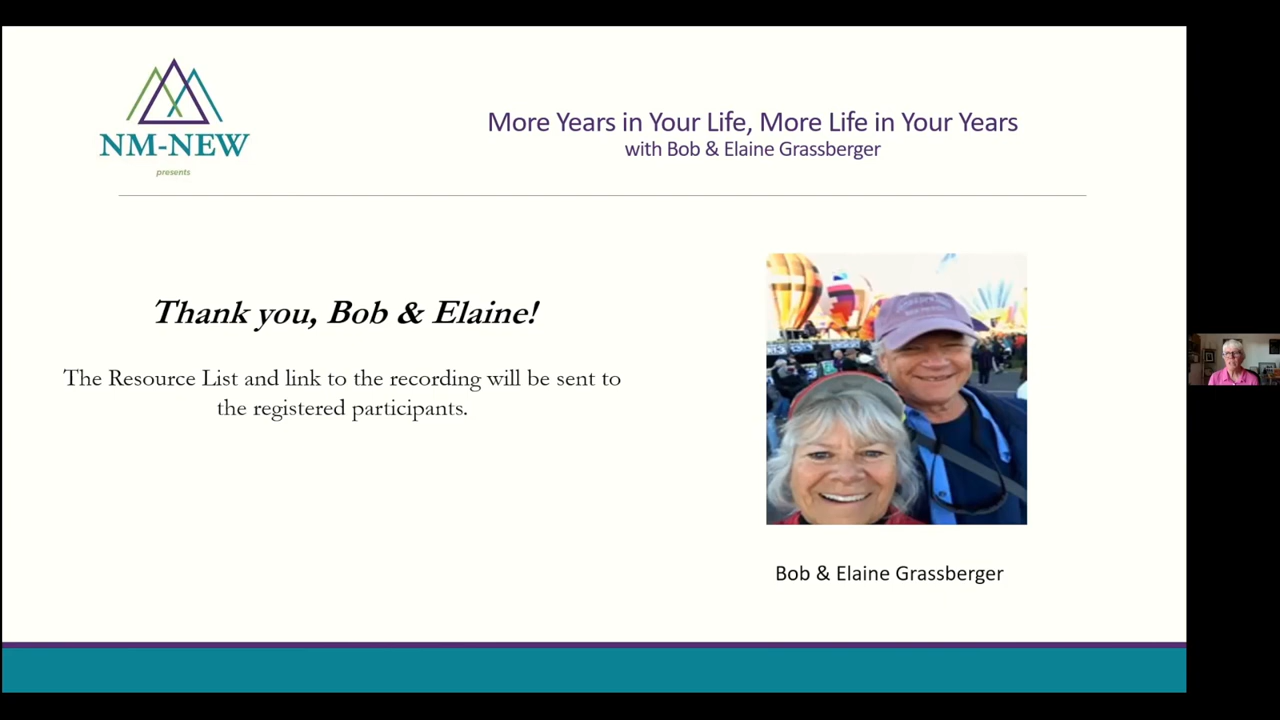 NM-NEW
presents
More Years in Your Life, More Life in Your Years
with Bob & Elaine Grassberger
Thank you, Bob & Elaine!
The Resource List and link to the recording will be sent to
the registered participants.
Bob & Elaine Grassberger